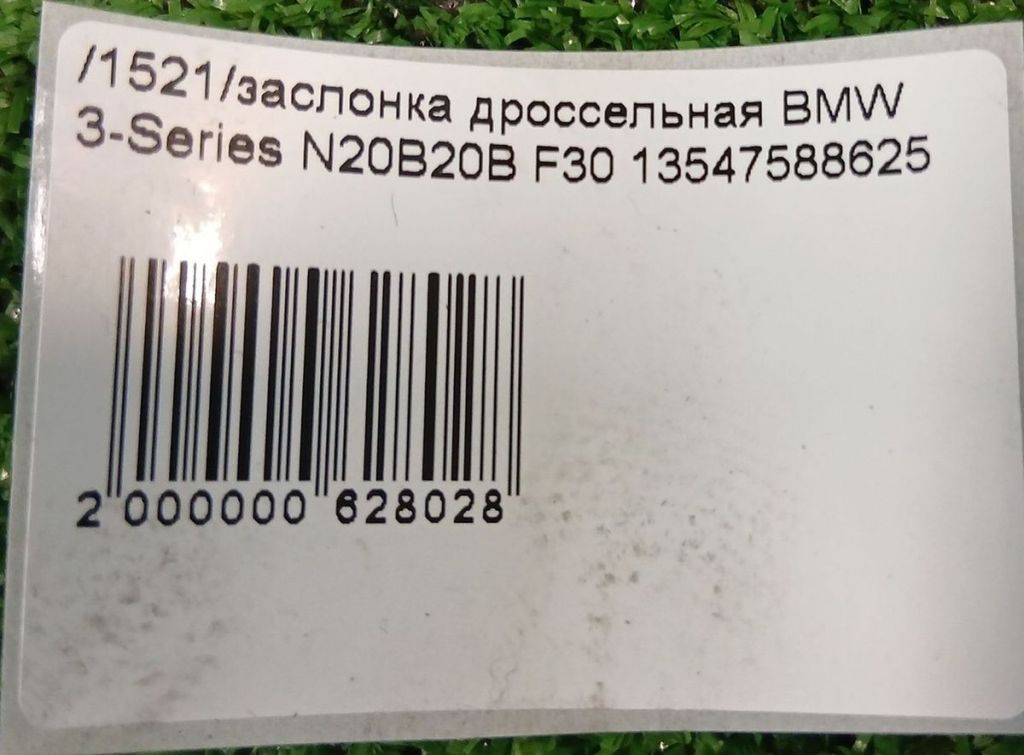 /1521/заслонка дроссельная BMW
3-Series N20B20B F30 13547588625
2 000000 628028